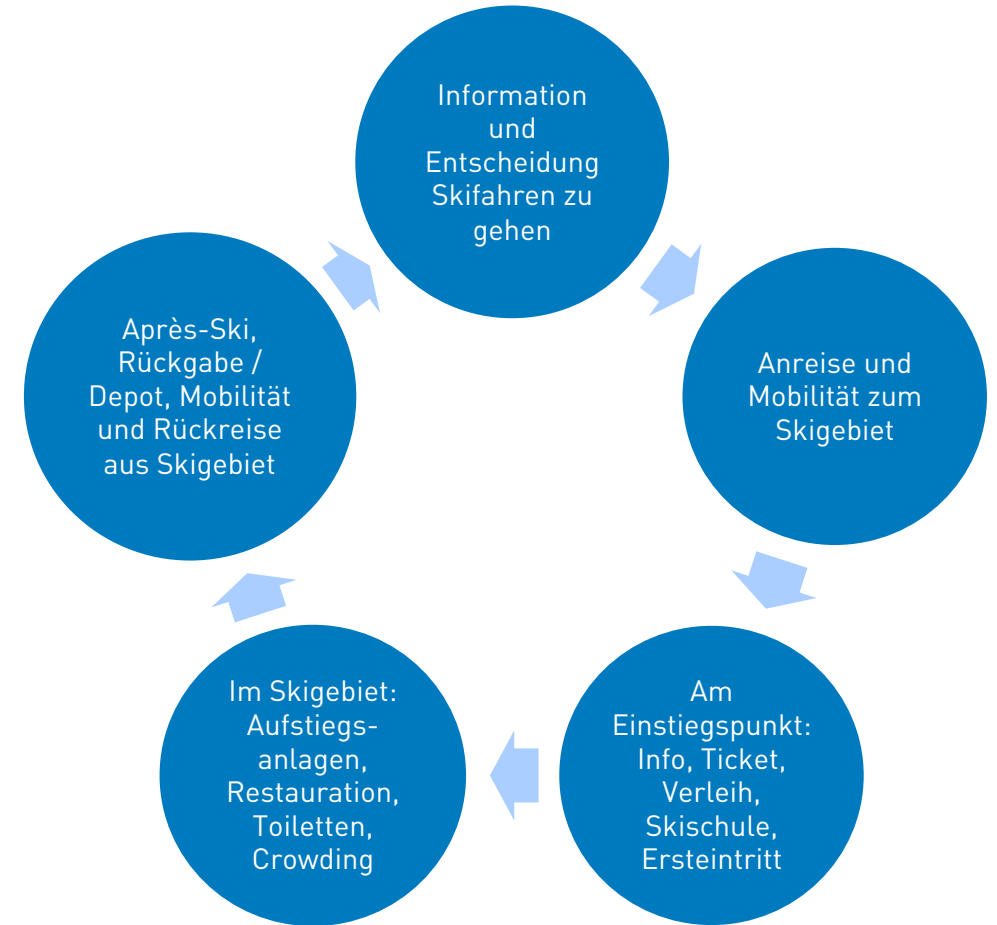 Information
und
Entscheidung
Skifahren zu
gehen
Anreise und
Mobilität zum
Skigebiet
Am
Einstiegspunkt:
Info, Ticket,
Verleih,
Skischule,
Ersteintritt
Im Skigebiet:
Aufstiegs-
anlagen,
Restauration,
Toiletten,
Crowding
Après-Ski,
Rückgabe /
Depot, Mobilität
und Rückreise
aus Skigebiet